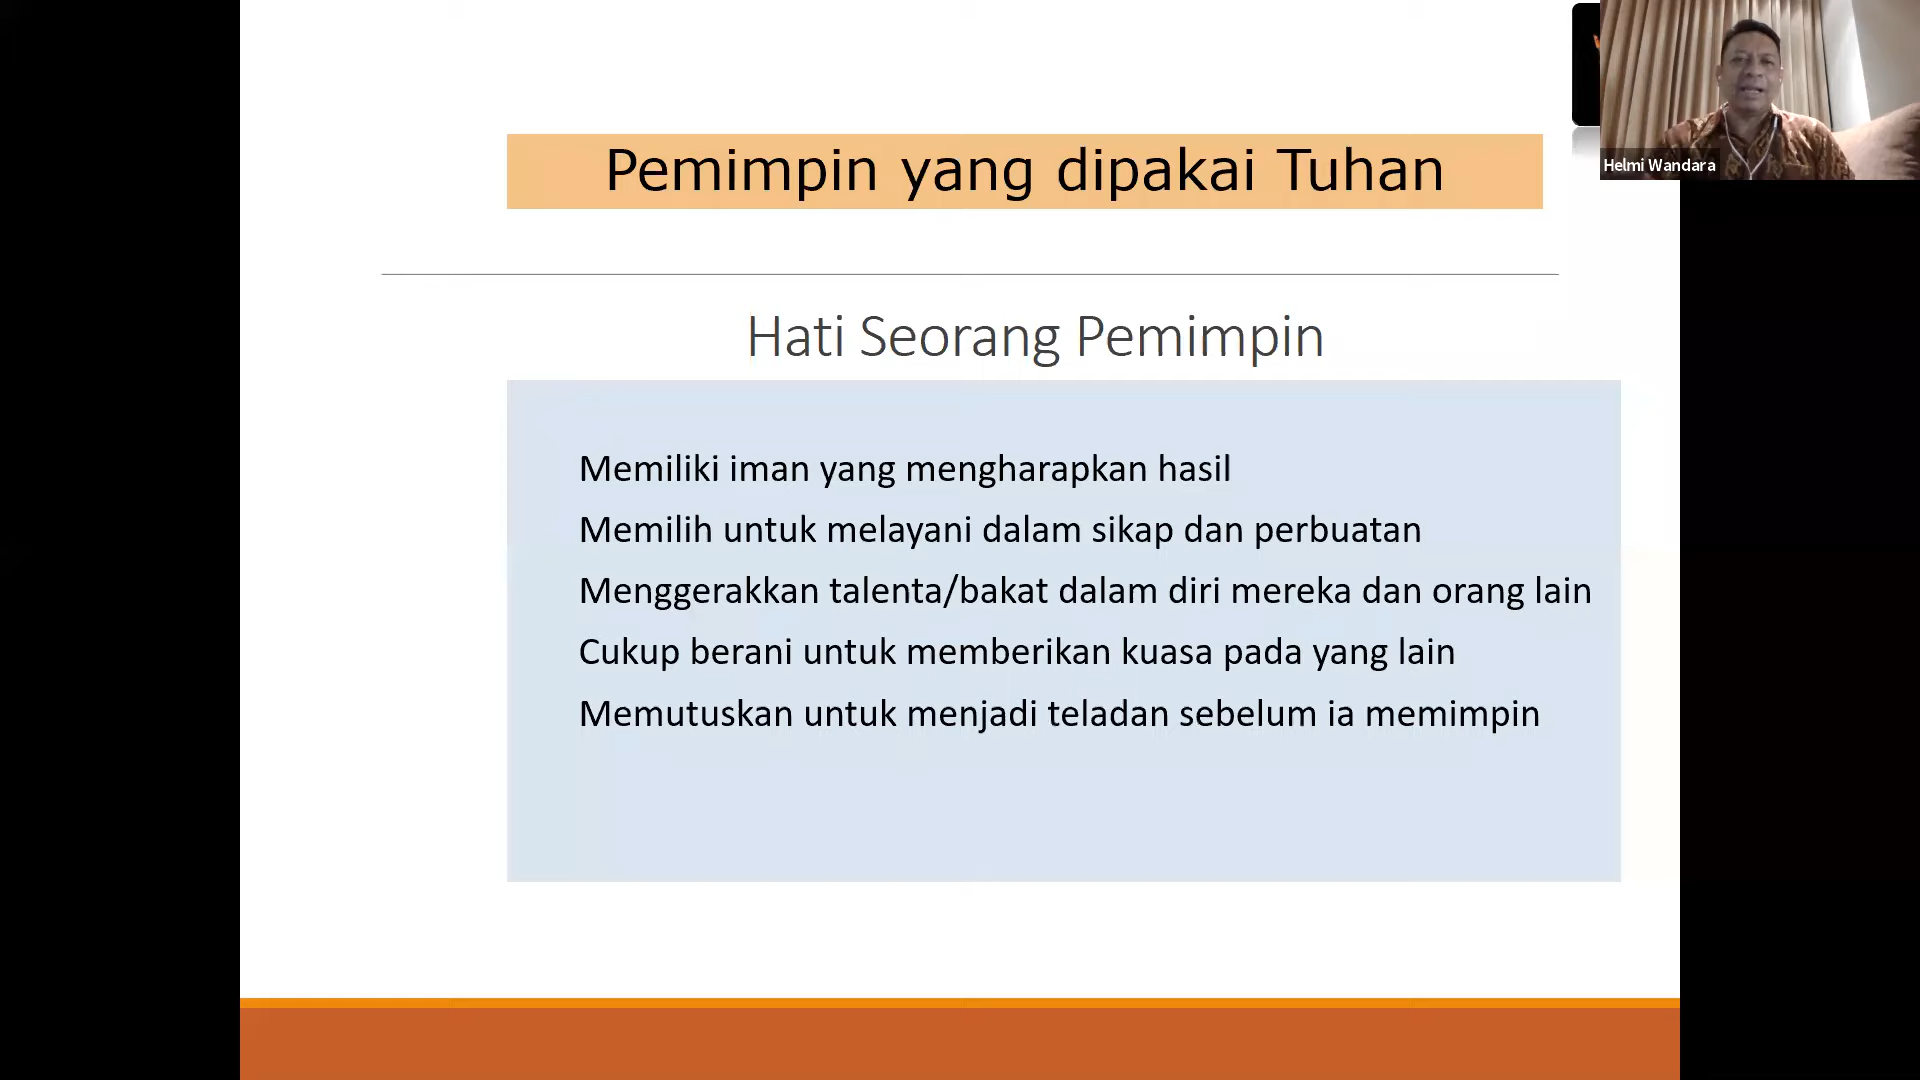 Pemimpin yang dipakai Tuhan
Helmi Wandara
Hati Seorang Pemimpin
Memiliki iman yang mengharapkan hasil
Memilih untuk melayani dalam sikap dan perbuatan
Menggerakkan talenta/bakat dalam diri mereka dan orang lain
Cukup berani untuk memberikan kuasa pada yang lain
Memutuskan untuk menjadi teladan sebelum ia memimpin